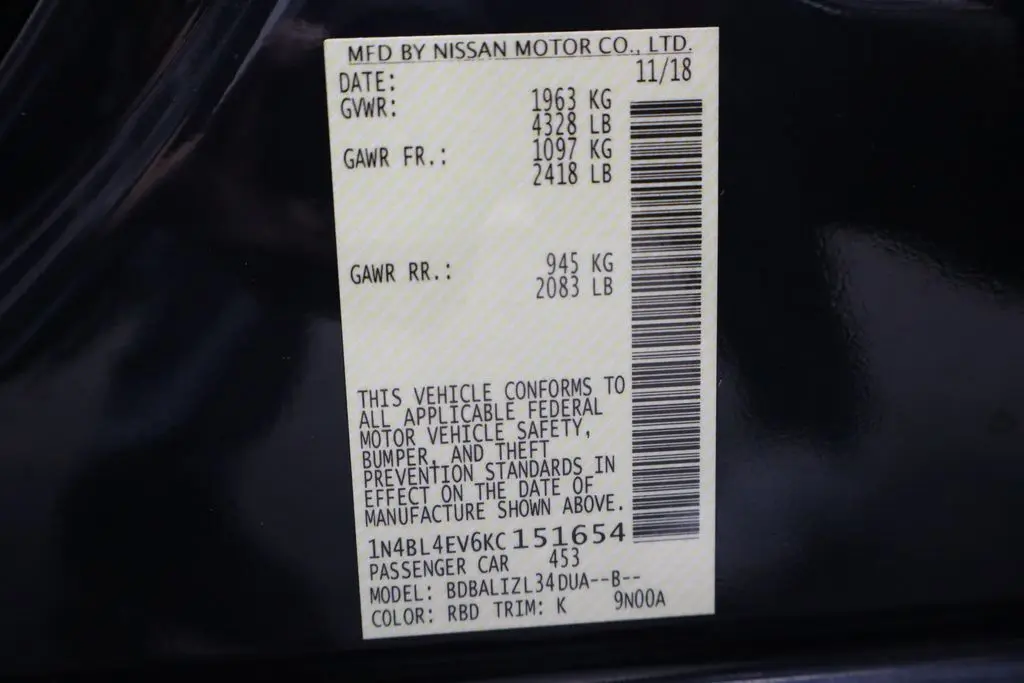 MFD BY NISSAN MOTOR CO., LTD.
DATE: 11/18
GVWR: 1963 KG
4328 LB
GAWR FR.: 1097 KG
2418 LB
GAWR RR.: 945 KG
2083 LB
THIS VEHICLE CONFORMS TO
ALL APPLICABLE FEDERAL
MOTOR VEHICLE SAFETY,
BUMPER, AND THEFT
PREVENTION STANDARDS IN
EFFECT ON THE DATE OF
MANUFACTURE SHOWN ABOVE.
1N4BL4EV6KC151654
PASSENGER CAR 453
MODEL: BDBALIZL34DUA--B--
COLOR: RBD TRIM: K 9N00A